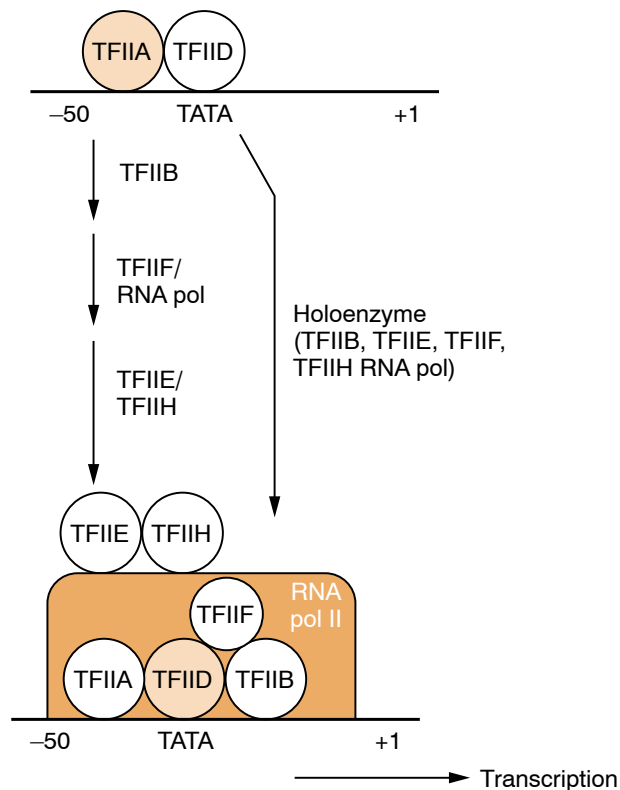 TFIIA TFIID
–50 TATA +1
TFIIB
TFIIF/
RNA pol
Holoenzyme
(TFIIB, TFIIE, TFIIF,
TFIIH RNA pol)
TFIIE/
TFIIH
TFIIE TFIIH
RNA
pol II
TFIIF
TFIIA TFIID TFIIB
–50 TATA +1
Transcription